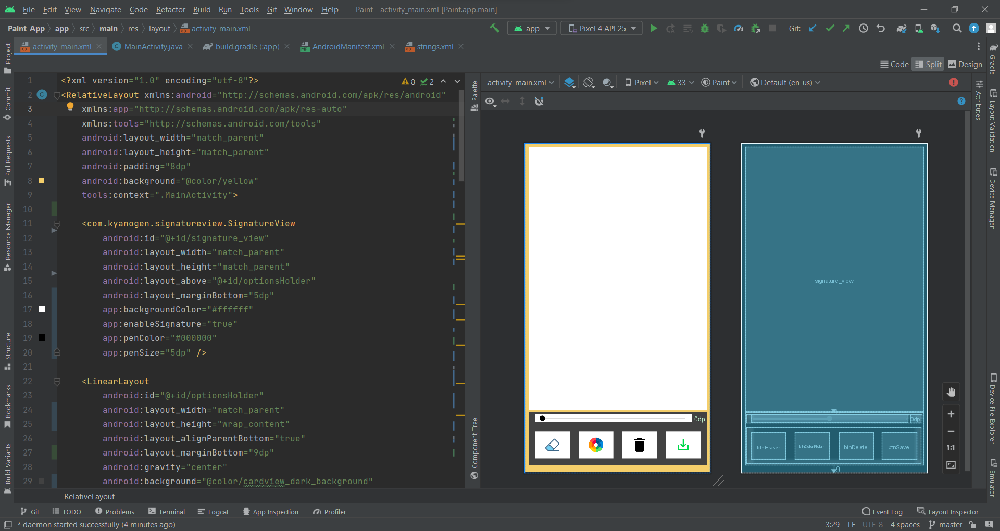 File Edit View Navigate Code Refactor Build Run Tools Git Window Help Paint - activity_main.xml [Paint.app.main]
Paint_App app src main res layout activity_main.xml app Pixel 4 API 25 Git:
activity_main.xml MainActivity.java build.gradle (:app) AndroidManifest.xml strings.xml
Code Split Design
activity_main.xml Pixel 33 Paint Default (en-us)
8 2
1 <?xml version="1.0" encoding="utf-8"?>
2 <RelativeLayout xmlns:android="http://schemas.android.com/apk/res/android"
3 xmlns:app="http://schemas.android.com/apk/res-auto"
4 xmlns:tools="http://schemas.android.com/tools"
5 android:layout_width="match_parent"
6 android:layout_height="match_parent"
7 android:padding="8dp"
8 android:background="@color/yellow"
9 tools:context=".MainActivity">
10
11 <com.kyanogen.signatureview.SignatureView
12 android:id="@+id/signature_view"
13 android:layout_width="match_parent"
14 android:layout_height="match_parent"
15 android:layout_above="@+id/optionsHolder"
16 android:layout_marginBottom="5dp"
17 app:backgroundColor="#ffffff"
18 app:enableSignature="true"
19 app:penColor="#000000"
20 app:penSize="5dp" />
21
22 <LinearLayout
23 android:id="@+id/optionsHolder"
24 android:layout_width="match_parent"
25 android:layout_height="wrap_content"
26 android:layout_alignParentBottom="true"
27 android:layout_marginBottom="9dp"
28 android:gravity="center"
29 android:background="@color/cardview_dark_background"
RelativeLayout
Project
Commit
Pull Requests
Resource Manager
Structure
Bookmarks
Build Variants
Palette
Component Tree
signature_view
0dp
0dp
btnEraser btnColorPicker btnDelete btnSave
9
1:1
Attributes
Gradle
Layout Validation
Device Manager
Device File Explorer
Emulator
Git TODO Problems Terminal Logcat App Inspection Profiler Event Log Layout Inspector
* daemon started successfully (4 minutes ago) 3:29 LF UTF-8 4 spaces master